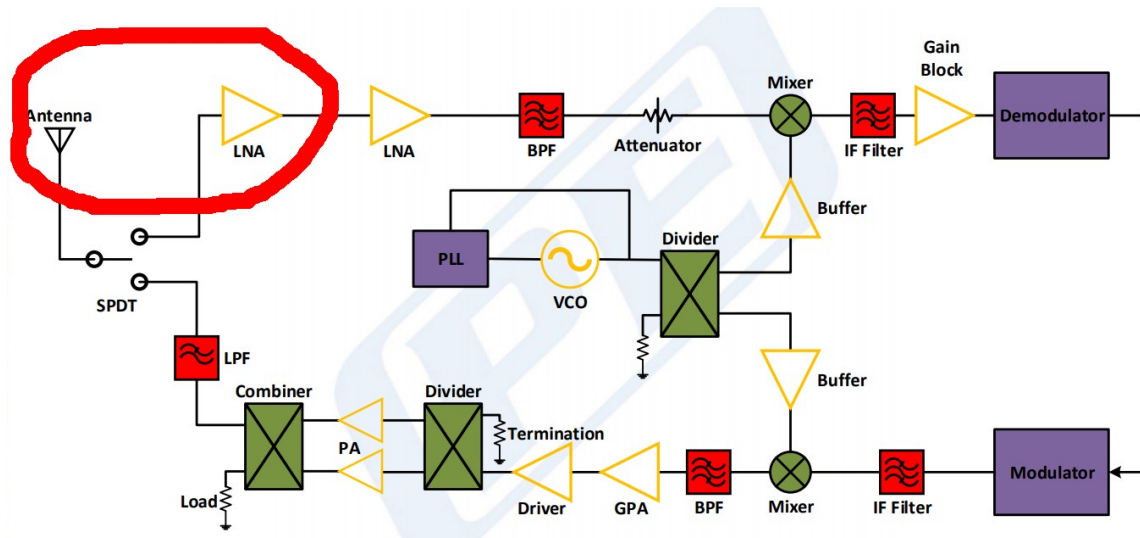 Gain
Block
Mixer
Antenna
Demodulator
LNA
LNA
BPF
Attenuator
IF Filter
Buffer
Divider
PLL
VCO
SPDT
LPF
Buffer
Combiner
Divider
Termination
PA
Load
Modulator
Driver
GPA
BPF
Mixer
IF Filter